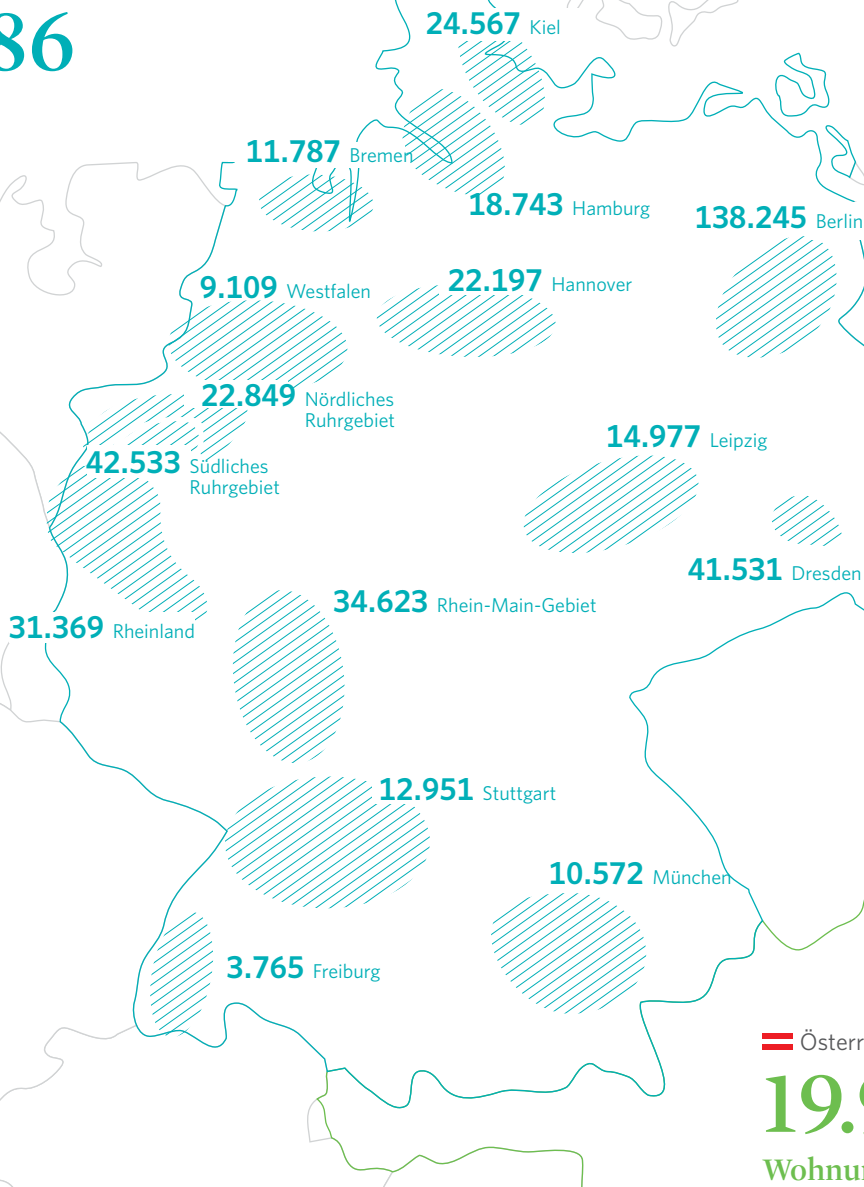 86
24.567 Kiel
11.787 Bremen
18.743 Hamburg
138.245 Berlin
9.109 Westfalen
22.197 Hannover
22.849 Nördliches
Ruhrgebiet
14.977 Leipzig
42.533 Südliches
Ruhrgebiet
41.531 Dresden
34.623 Rhein-Main-Gebiet
31.369 Rheinland
12.951 Stuttgart
10.572 München
3.765 Freiburg